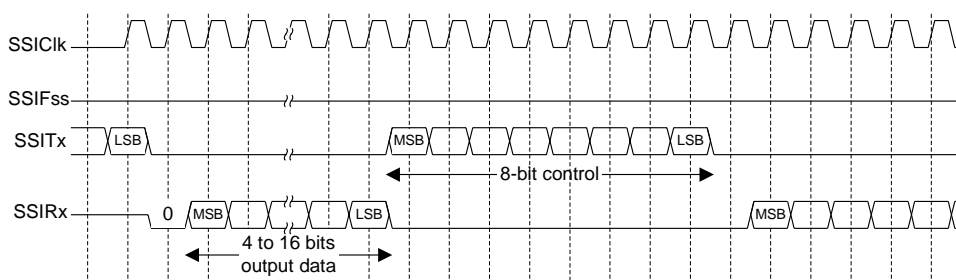 SSIClk
SSIFss
SSITx
LSB
MSB
LSB
8-bit control
SSIRx
0
MSB
LSB
MSB
4 to 16 bits
output data